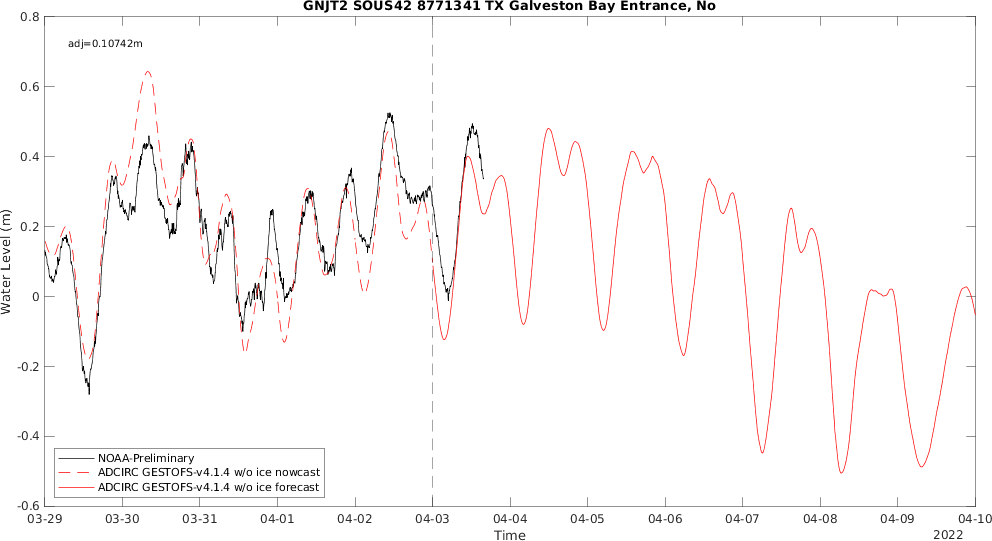 GNJT2 SOUS42 8771341 TX Galveston Bay Entrance, No
adj=0.10742m
0.8
0.6
0.4
0.2
0
-0.2
-0.4
-0.6
Water Level (m)
NOAA-Preliminary
ADCIRC GESTOFS-v4.1.4 w/o ice nowcast
ADCIRC GESTOFS-v4.1.4 w/o ice forecast
03-29 03-30 03-31 04-01 04-02 04-03 04-04 04-05 04-06 04-07 04-08 04-09 04-10
Time
2022